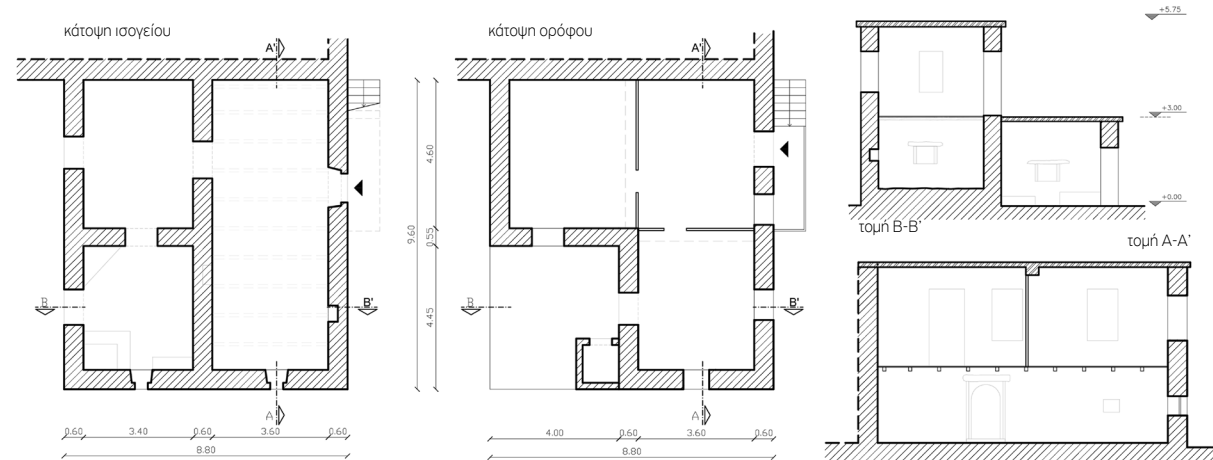 κάτοψη ισογείου
A'
B
B'
A
0.60 3.40 0.60 3.60 0.60
8.80
κάτοψη ορόφου
A'
9.60
4.60
0.55
4.45
B
B'
A
4.00 0.60 3.60 0.60
8.80
+5.75
+3.00
+0.00
τομή B-B'
τομή A-A'